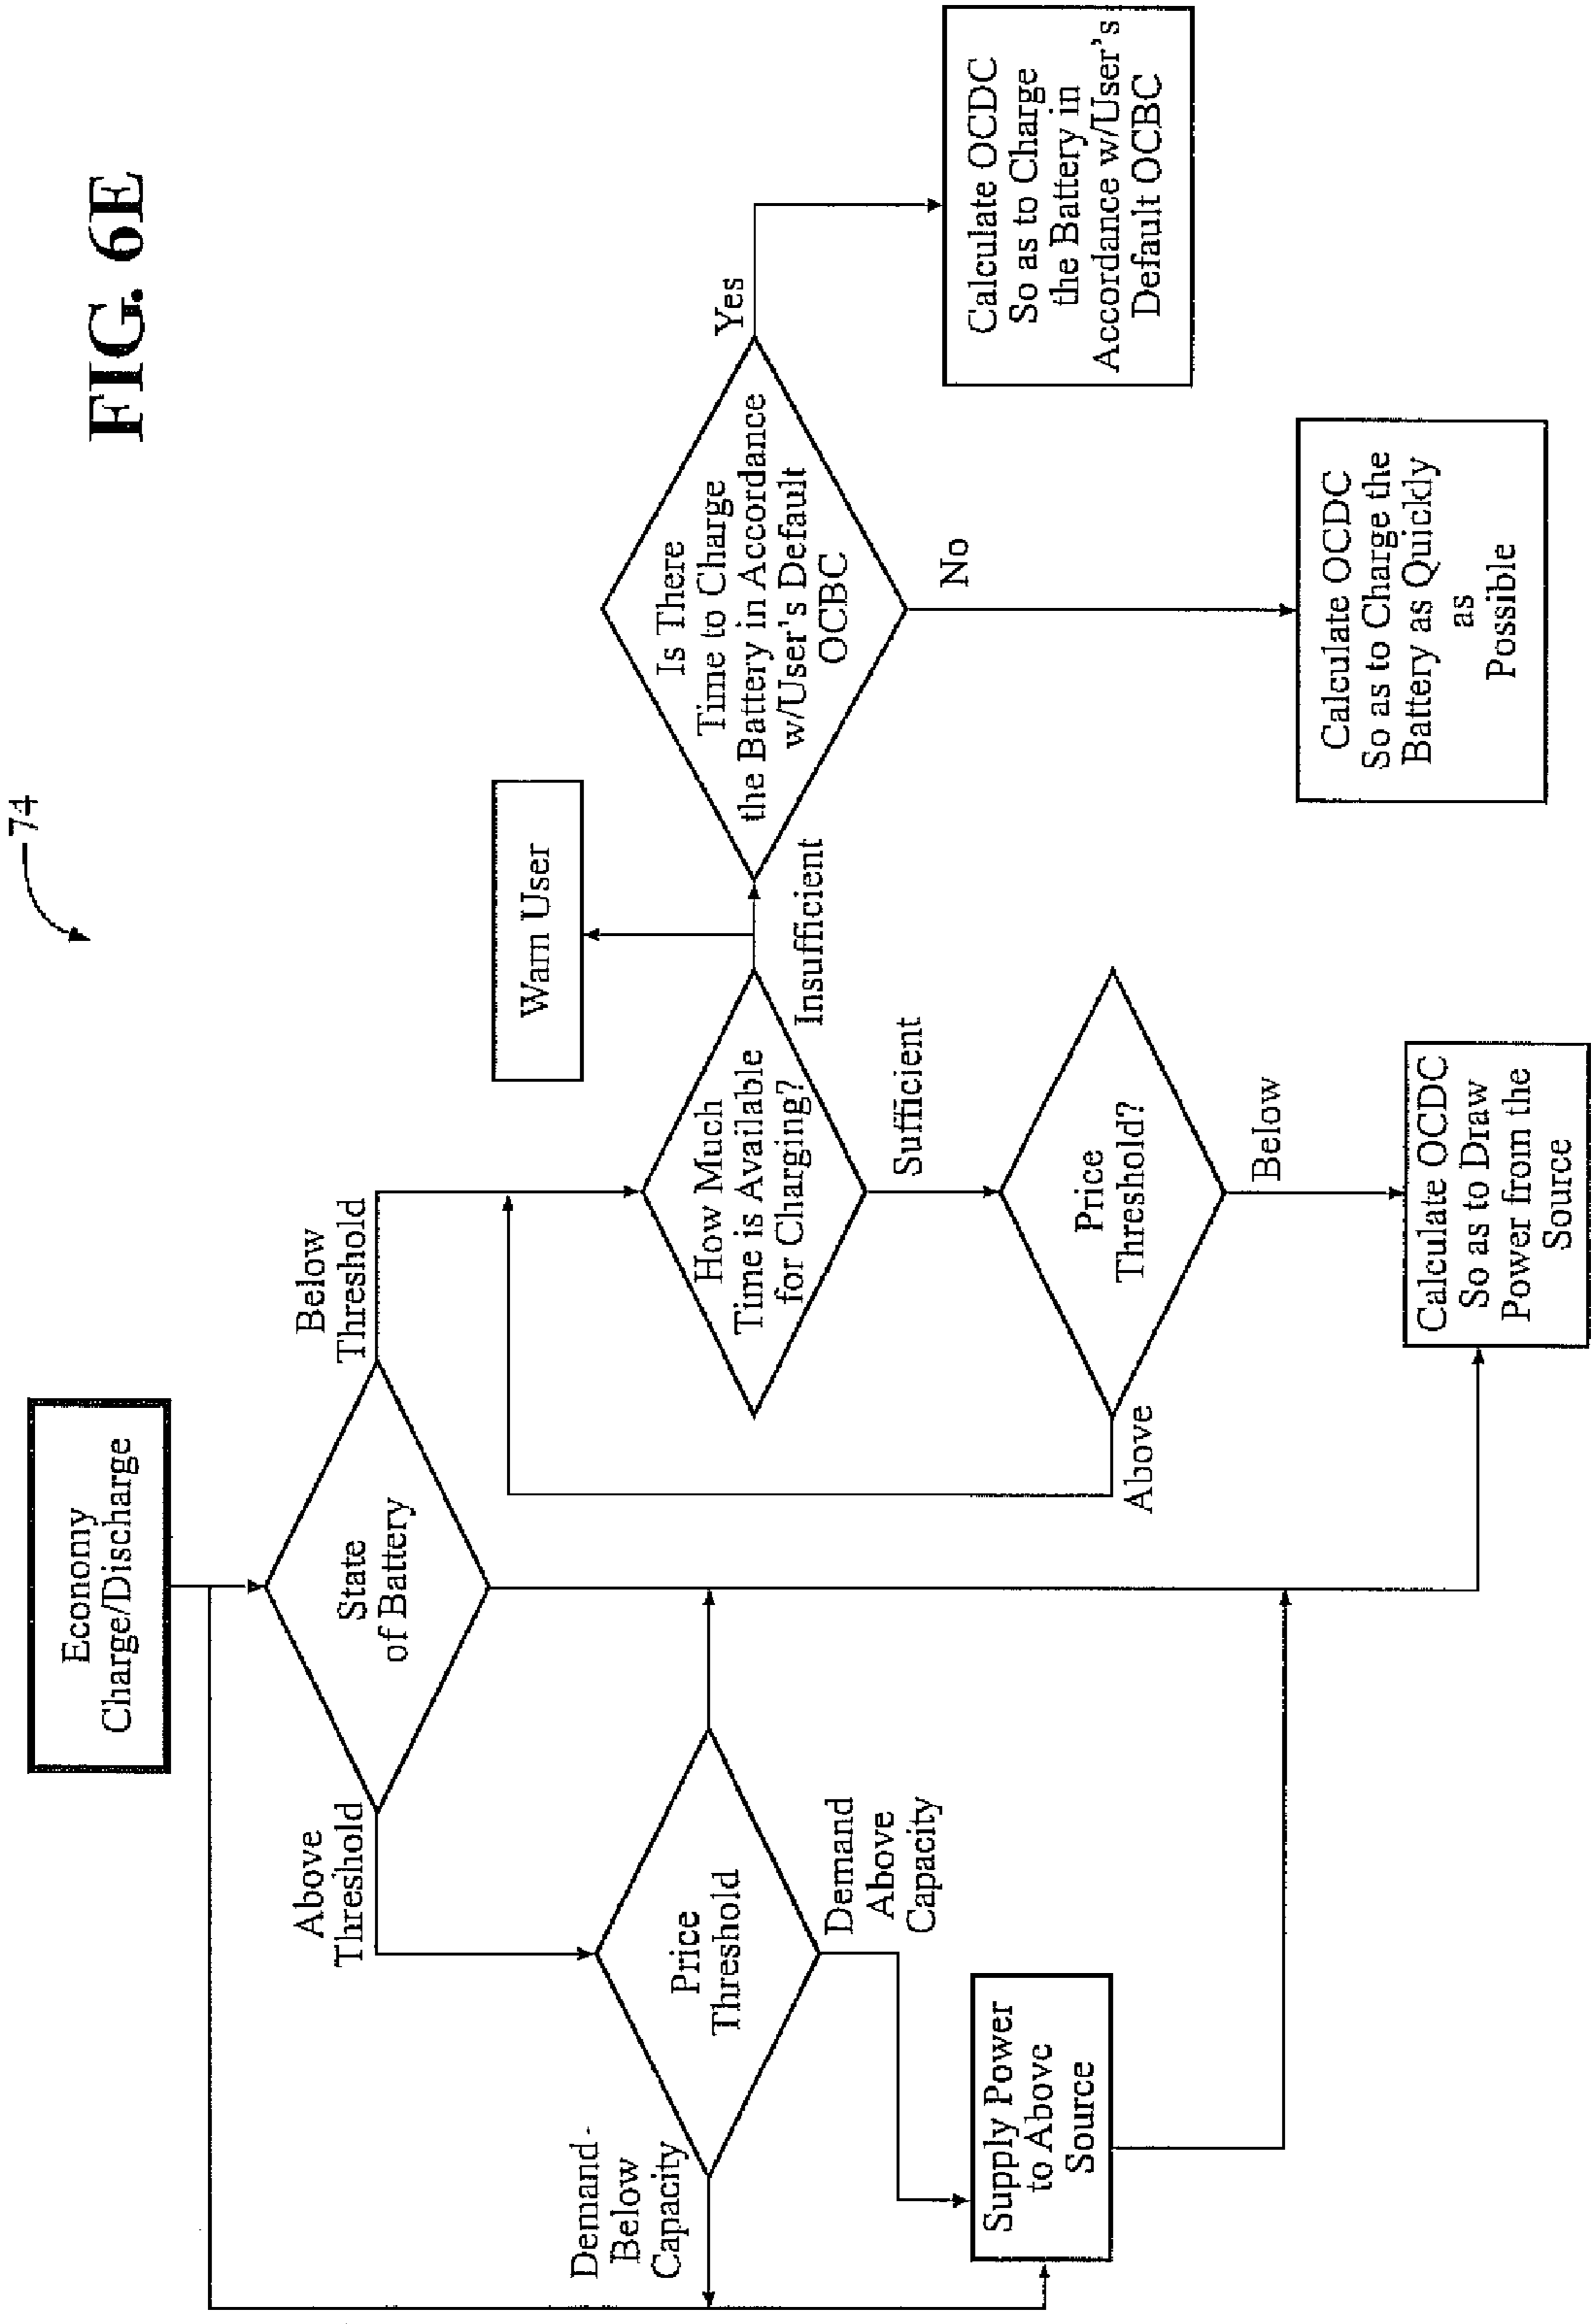 FIG. 6E
74
Economy
Charge/Discharge
State
of Battery
Above
Threshold
Below
Threshold
Price
Threshold
Demand-
Below
Capacity
Demand
Above
Capacity
Supply Power
to Above
Source
How Much
Time is Available
for Charging?
Insufficient
Sufficient
Warn User
Price
Threshold?
Above
Below
Calculate OCDC
So as to Draw
Power from the
Source
Is There
Time to Charge
the Battery in Accordance
w/User's Default
OCBC
Yes
No
Calculate OCDC
So as to Charge
the Battery in
Accordance w/User's
Default OCBC
Calculate OCDC
So as to Charge the
Battery as Quickly
as
Possible